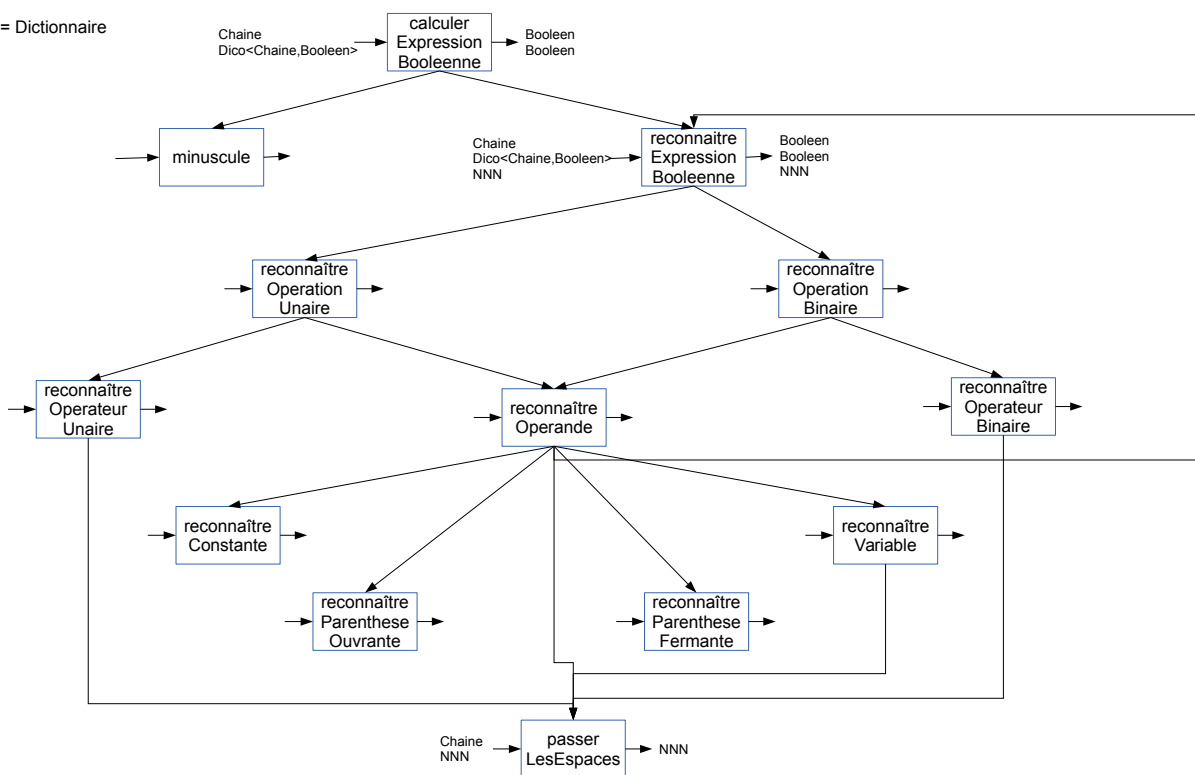 = Dictionnaire
Chaine
Dico<Chaine,Booleen>
calculer
Expression
Booleenne
Booleen
Booleen
minuscule
Chaine
Dico<Chaine,Booleen>
NNN
reconnaitre
Expression
Booleenne
Booleen
Booleen
NNN
reconnaître
Operation
Unaire
reconnaître
Operation
Binaire
reconnaître
Operateur
Unaire
reconnaître
Operande
reconnaître
Operateur
Binaire
reconnaître
Constante
reconnaître
Variable
reconnaître
Parenthese
Ouvrante
reconnaître
Parenthese
Fermante
Chaine
NNN
passer
LesEspaces
NNN